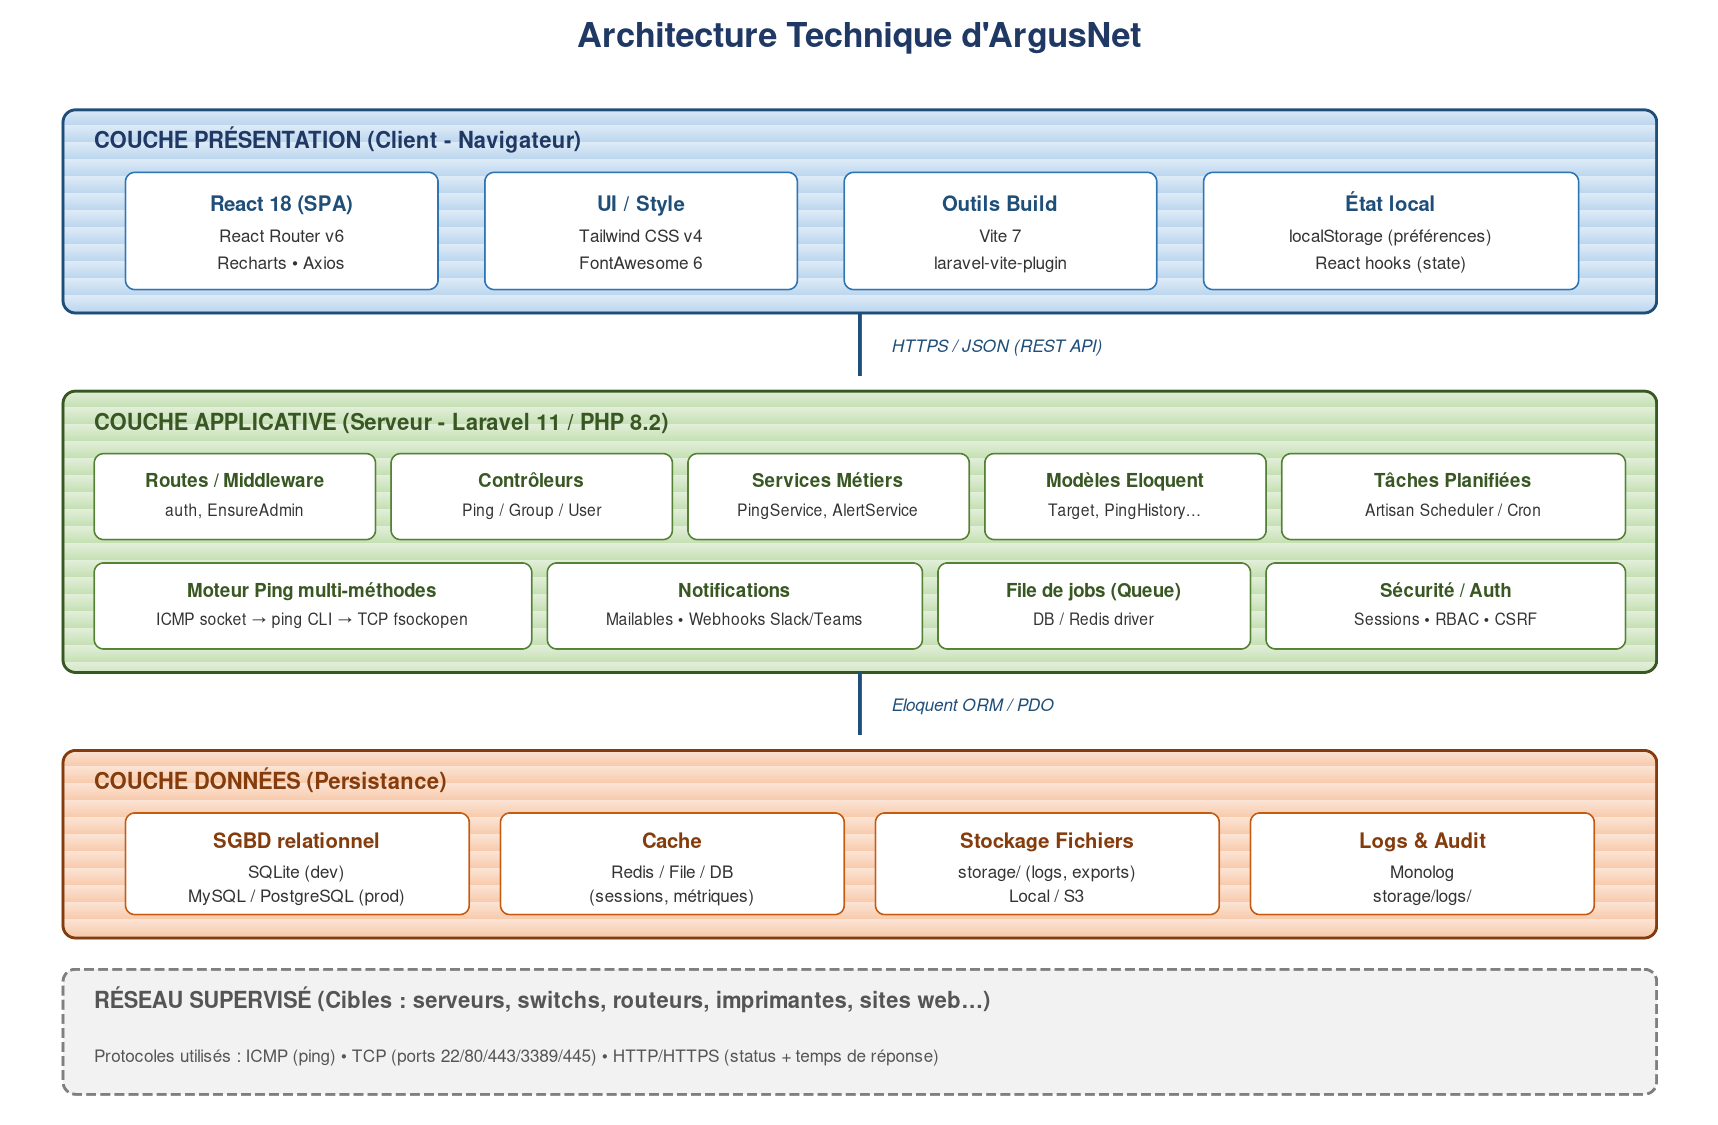 Architecture Technique d'ArgusNet
COUCHE PRÉSENTATION (Client - Navigateur)
React 18 (SPA)
React Router v6
Recharts • Axios
UI / Style
Tailwind CSS v4
FontAwesome 6
Outils Build
Vite 7
laravel-vite-plugin
État local
localStorage (préférences)
React hooks (state)
HTTPS / JSON (REST API)
COUCHE APPLICATIVE (Serveur - Laravel 11 / PHP 8.2)
Routes / Middleware
auth, EnsureAdmin
Contrôleurs
Ping / Group / User
Services Métiers
PingService, AlertService
Modèles Eloquent
Target, PingHistory…
Tâches Planifiées
Artisan Scheduler / Cron
Moteur Ping multi-méthodes
ICMP socket → ping CLI → TCP fsockopen
Notifications
Mailables • Webhooks Slack/Teams
File de jobs (Queue)
DB / Redis driver
Sécurité / Auth
Sessions • RBAC • CSRF
Eloquent ORM / PDO
COUCHE DONNÉES (Persistance)
SGBD relationnel
SQLite (dev)
MySQL / PostgreSQL (prod)
Cache
Redis / File / DB
(sessions, métriques)
Stockage Fichiers
storage/ (logs, exports)
Local / S3
Logs & Audit
Monolog
storage/logs/
RÉSEAU SUPERVISÉ (Cibles : serveurs, switchs, routeurs, imprimantes, sites web…)
Protocoles utilisés : ICMP (ping) • TCP (ports 22/80/443/3389/445) • HTTP/HTTPS (status + temps de réponse)